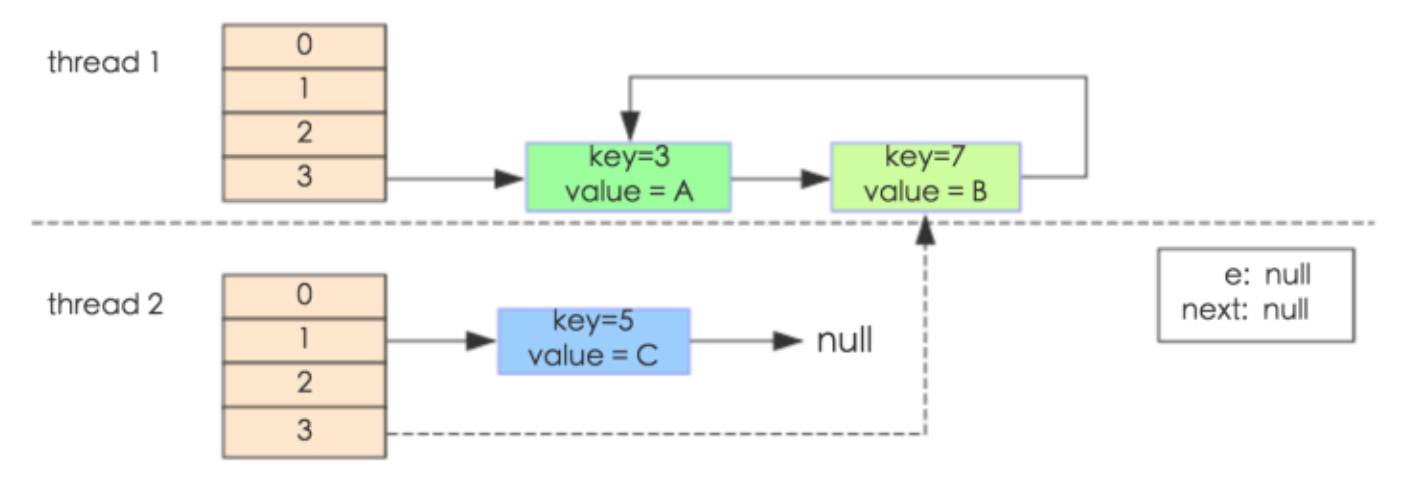 thread 1
0
1
2
3
key=3
value = A
key=7
value = B
thread 2
0
1
2
3
key=5
value = C
null
e: null
next: null